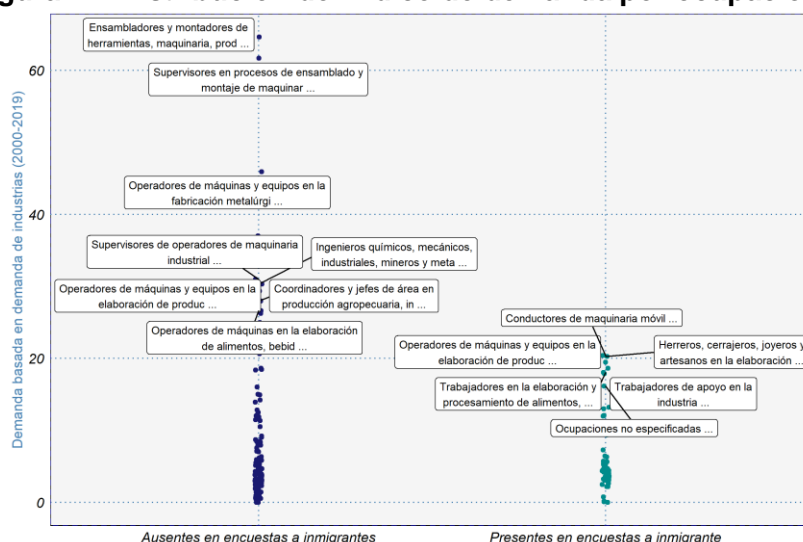 Ensambladores y montadores de
herramientas, maquinaria, prod ...
Supervisores en procesos de ensamblado y
montaje de maquinar ...
Operadores de máquinas y equipos en la
fabricación metalúrgi ...
Supervisores de operadores de maquinaria
industrial ...
Ingenieros químicos, mecánicos,
industriales, mineros y meta ...
Operadores de máquinas y equipos en la
elaboración de produc ...
Coordinadores y jefes de área en
producción agropecuaria, in ...
Operadores de máquinas en la elaboración
de alimentos, bebid ...
Conductores de maquinaria móvil ...
Operadores de máquinas y equipos en la
elaboración de produc ...
Herreros, cerrajeros, joyeros y
artesanos en la elaboración ...
Trabajadores en la elaboración y
procesamiento de alimentos, ...
Trabajadores de apoyo en la
industria ...
Ocupaciones no especificadas ...
Demanda basada en demanda de industrias (2000-2019)
60
40
20
0
Ausentes en encuestas a inmigrantes
Presentes en encuestas a inmigrante